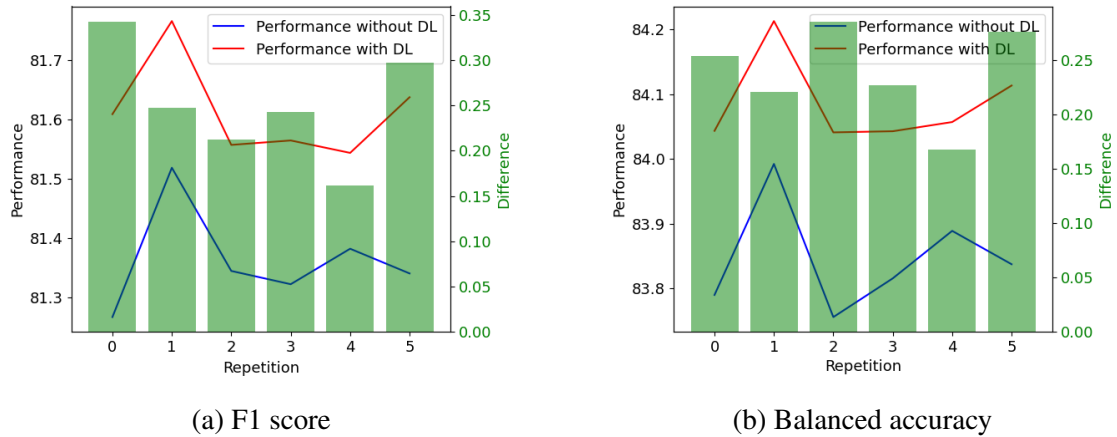 Performance without DL
Performance with DL
81.7
81.6
81.5
81.4
81.3
Performance
0.35
0.30
0.25
0.20
0.15
0.10
0.05
0.00
Difference
0 1 2 3 4 5
Repetition
(a) F1 score
Performance without DL
Performance with DL
84.2
84.1
84.0
83.9
83.8
Performance
0.25
0.20
0.15
0.10
0.05
0.00
Difference
0 1 2 3 4 5
Repetition
(b) Balanced accuracy